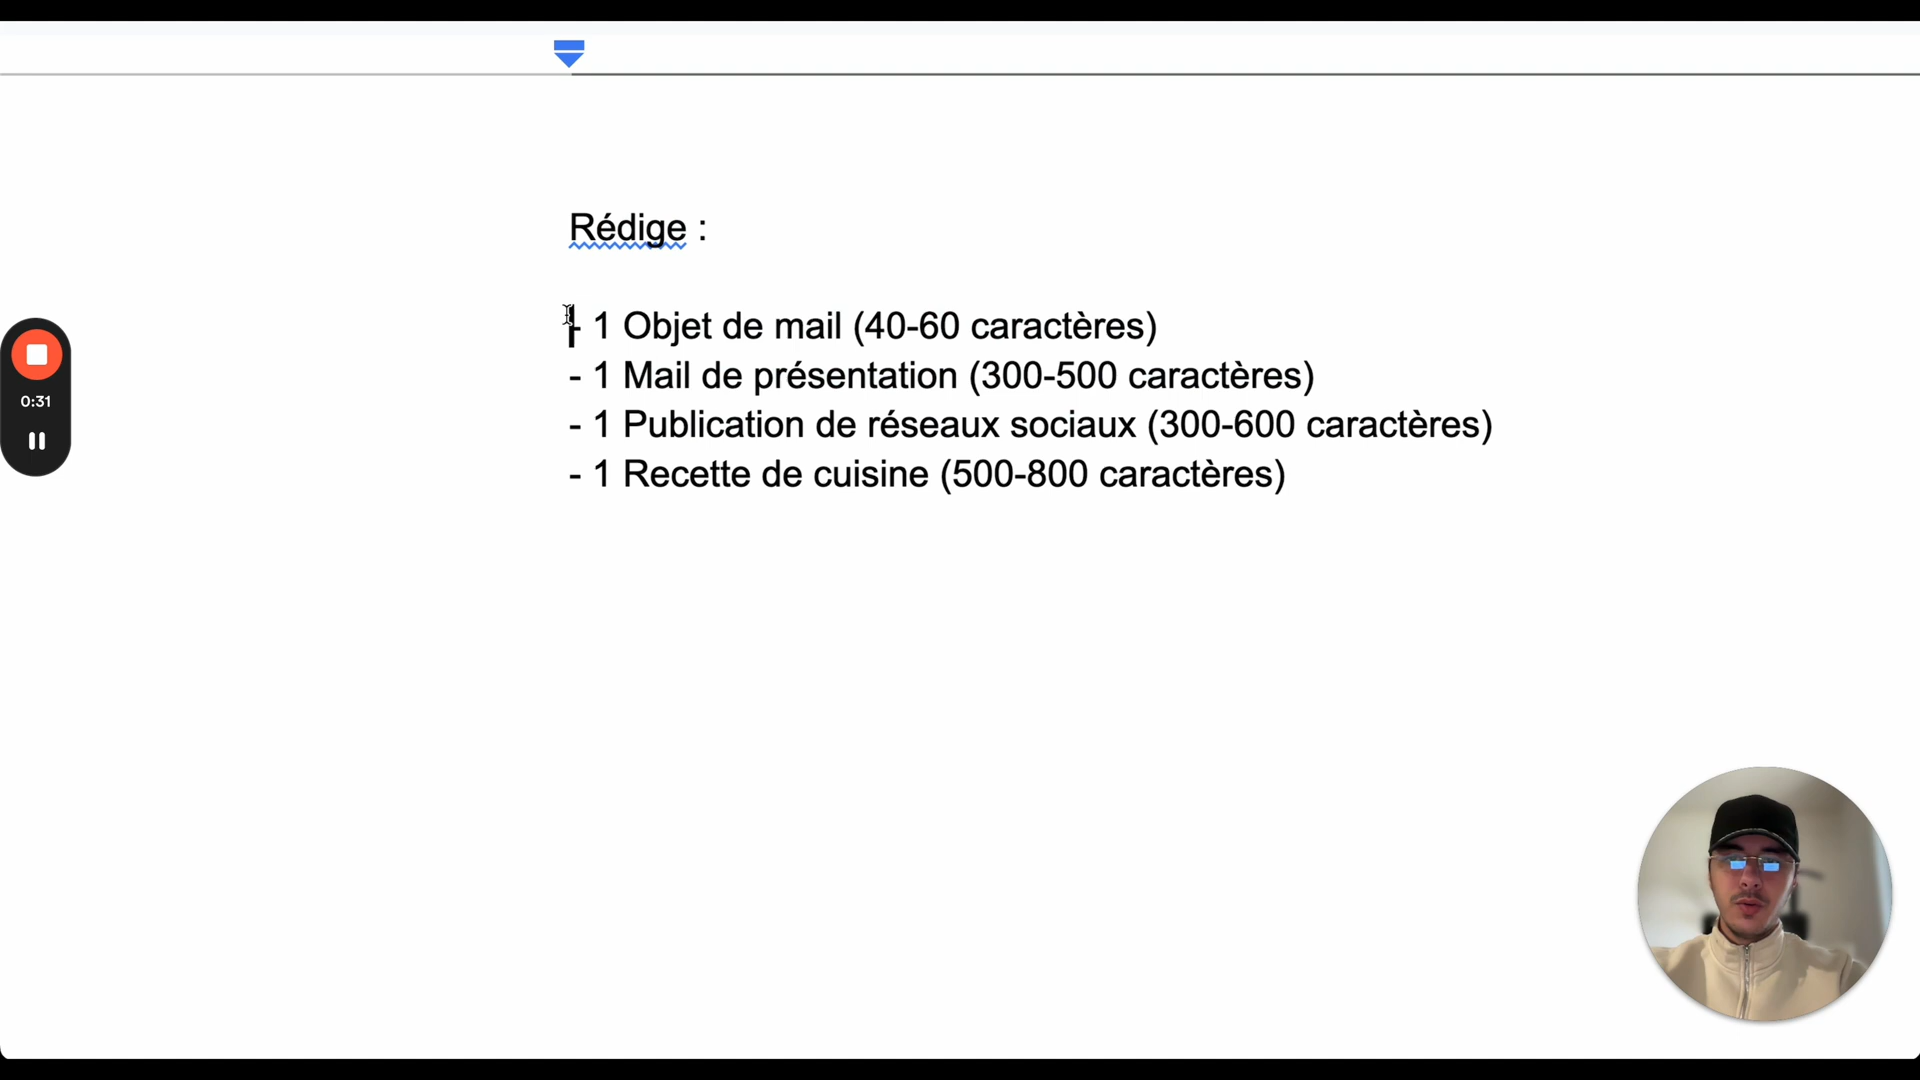 Rédige :
- 1 Objet de mail (40-60 caractères)
- 1 Mail de présentation (300-500 caractères)
0:31
- 1 Publication de réseaux sociaux (300-600 caractères)
- 1 Recette de cuisine (500-800 caractères)